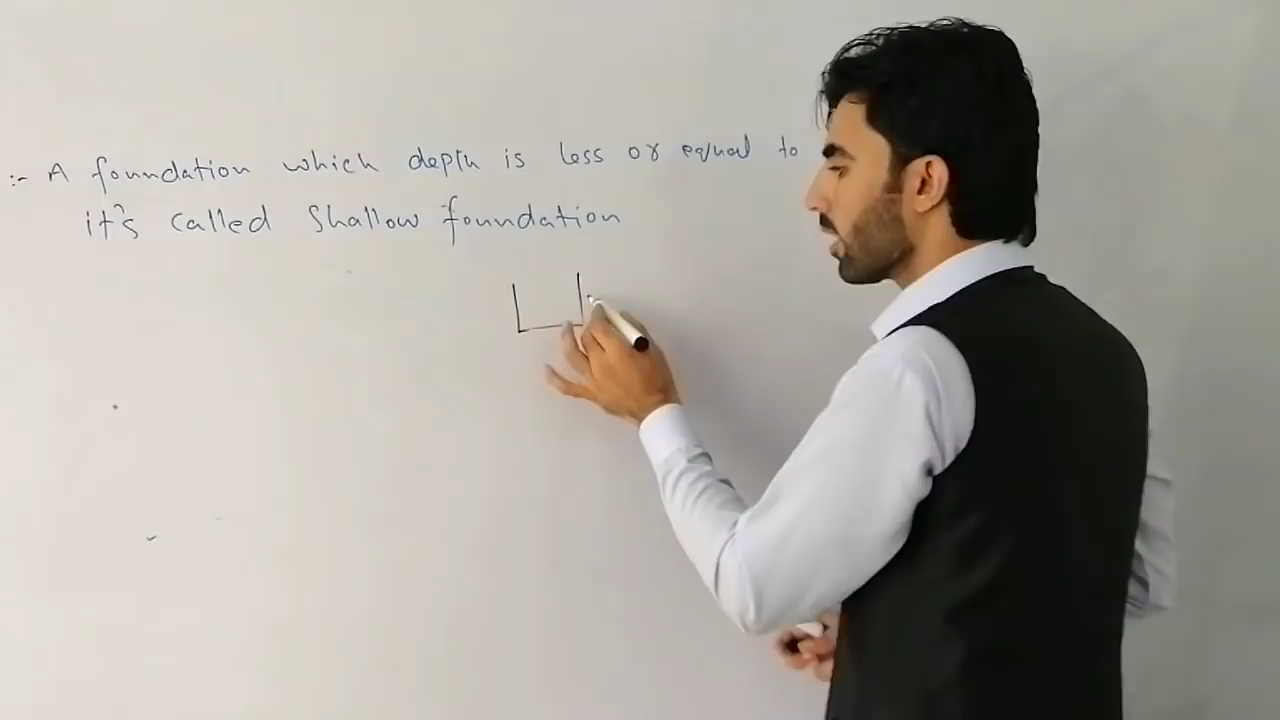 :- A foundation which depth is less or equal to
it's called Shallow foundation